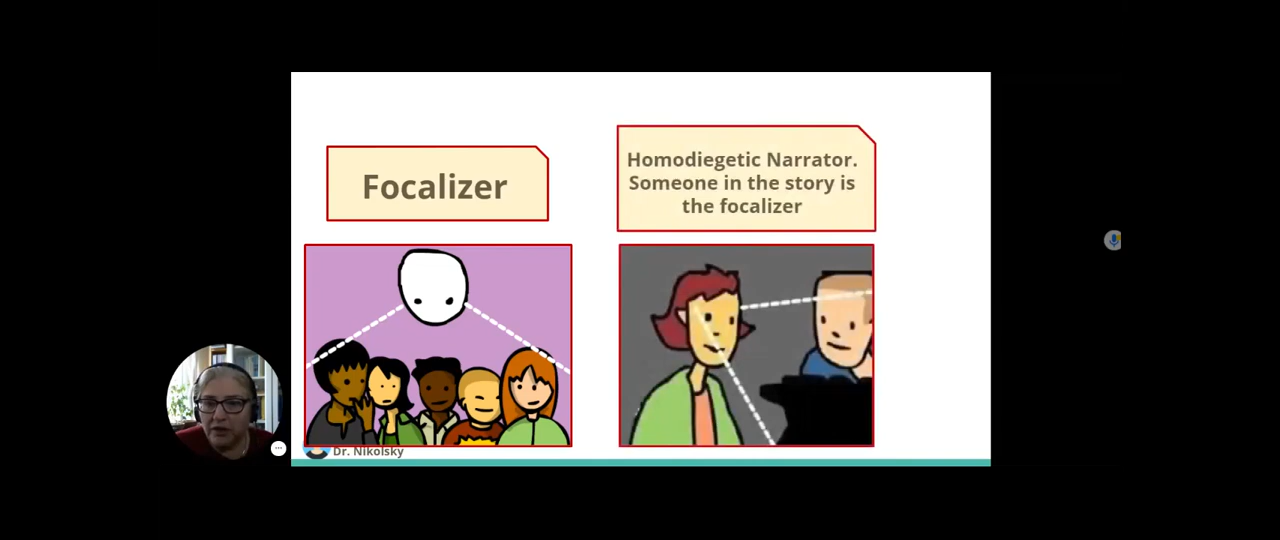 Focalizer
Homodiegetic Narrator.
Someone in the story is
the focalizer
Dr. Nikolsky